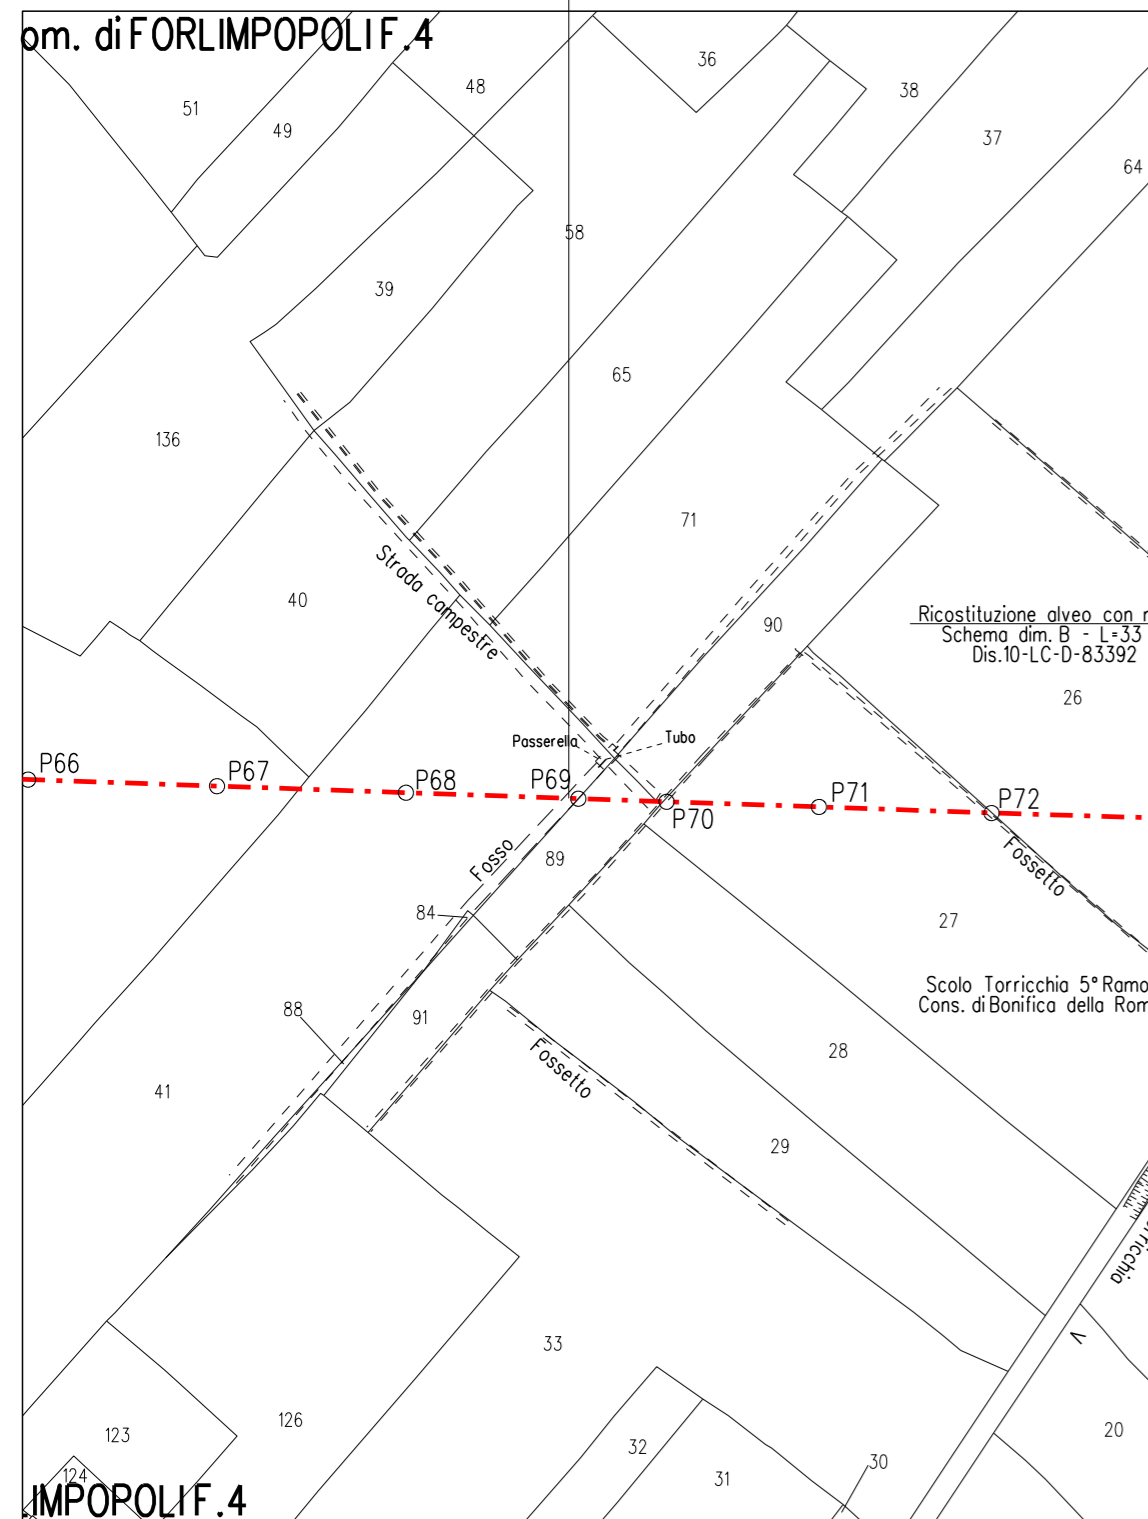 om. di FORLIMPOPOLI F.4
36
48
38
51
49
37
64
58
39
65
136
71
Strada campestre
40
90
Ricostituzione alveo con
Schema dim. B - L=33
Dis.10-LC-D-83392
26
Passerella
Tubo
P66
P67
P68
P69
P70
P71
P72
Fosso
89
Fossetto
84
27
Scolo Torricchia 5° Ramo
Cons. di Bonifica della Rom
88
91
28
Fossetto
41
29
orricchia
V
33
126
123
20
32
30
124
31
IMPOPOLI F.4